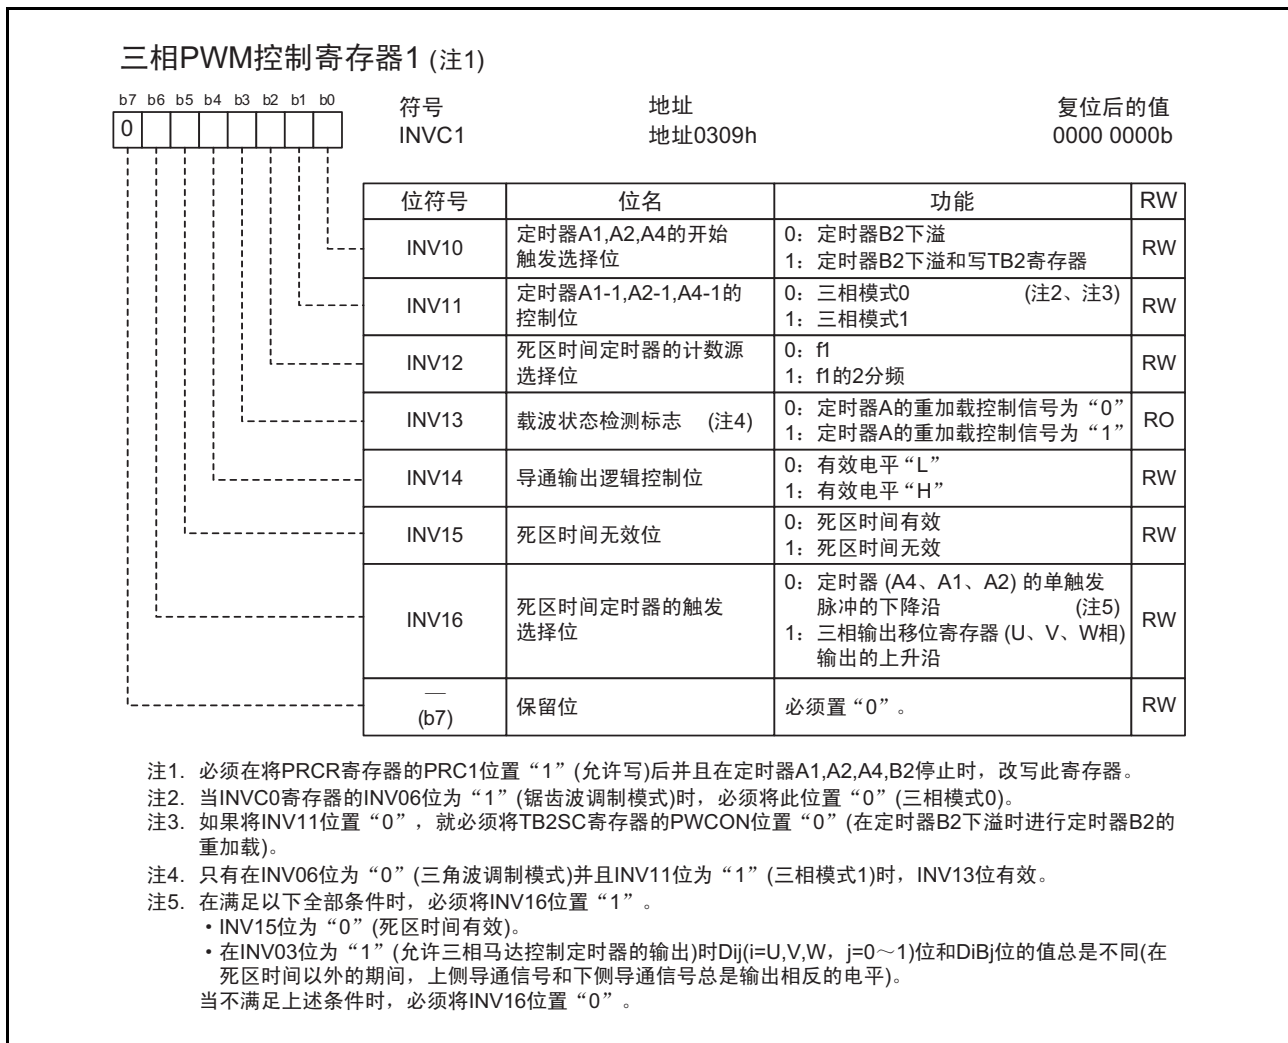 三相PWM控制寄存器1 (注1)
b7 b6 b5 b4 b3 b2 b1 b0
0
符号 地址 复位后的值
INVC1 地址0309h 0000 0000b
位符号 位名 功能 RW
INV10 定时器A1,A2,A4的开始 0：定时器B2下溢 RW
触发选择位 1：定时器B2下溢和写TB2寄存器
INV11 定时器A1-1,A2-1,A4-1的 0：三相模式0 (注2、注3) RW
控制位 1：三相模式1
INV12 死区时间定时器的计数源 0：f1 RW
选择位 1：f1的2分频
INV13 载波状态检测标志 (注4) 0：定时器A的重加载控制信号为“0” RO
1：定时器A的重加载控制信号为“1”
INV14 导通输出逻辑控制位 0：有效电平“L” RW
1：有效电平“H”
INV15 死区时间无效位 0：死区时间有效 RW
1：死区时间无效
INV16 死区时间定时器的触发 0：定时器 (A4、A1、A2) 的单触发 RW
选择位 脉冲的下降沿 (注5)
1：三相输出移位寄存器 (U、V、W相)
输出的上升沿
— 保留位 必须置“0”。 RW
(b7)
注1. 必须在将PRCR寄存器的PRC1位置“1”(允许写)后并且在定时器A1,A2,A4,B2停止时，改写此寄存器。
注2. 当INVC0寄存器的INV06位为“1”(锯齿波调制模式)时，必须将此位置“0”(三相模式0)。
注3. 如果将INV11位置“0”，就必须将TB2SC寄存器的PWCON位置“0”(在定时器B2下溢时进行定时器B2的
重加载)。
注4. 只有在INV06位为“0”(三角波调制模式)并且INV11位为“1”(三相模式1)时，INV13位有效。
注5. 在满足以下全部条件时，必须将INV16位置“1”。
• INV15位为“0”(死区时间有效)。
• 在INV03位为“1”(允许三相马达控制定时器的输出)时Dij(i=U,V,W，j=0～1)位和DiBj位的值总是不同(在
死区时间以外的期间，上侧导通信号和下侧导通信号总是输出相反的电平)。
当不满足上述条件时，必须将INV16位置“0”。